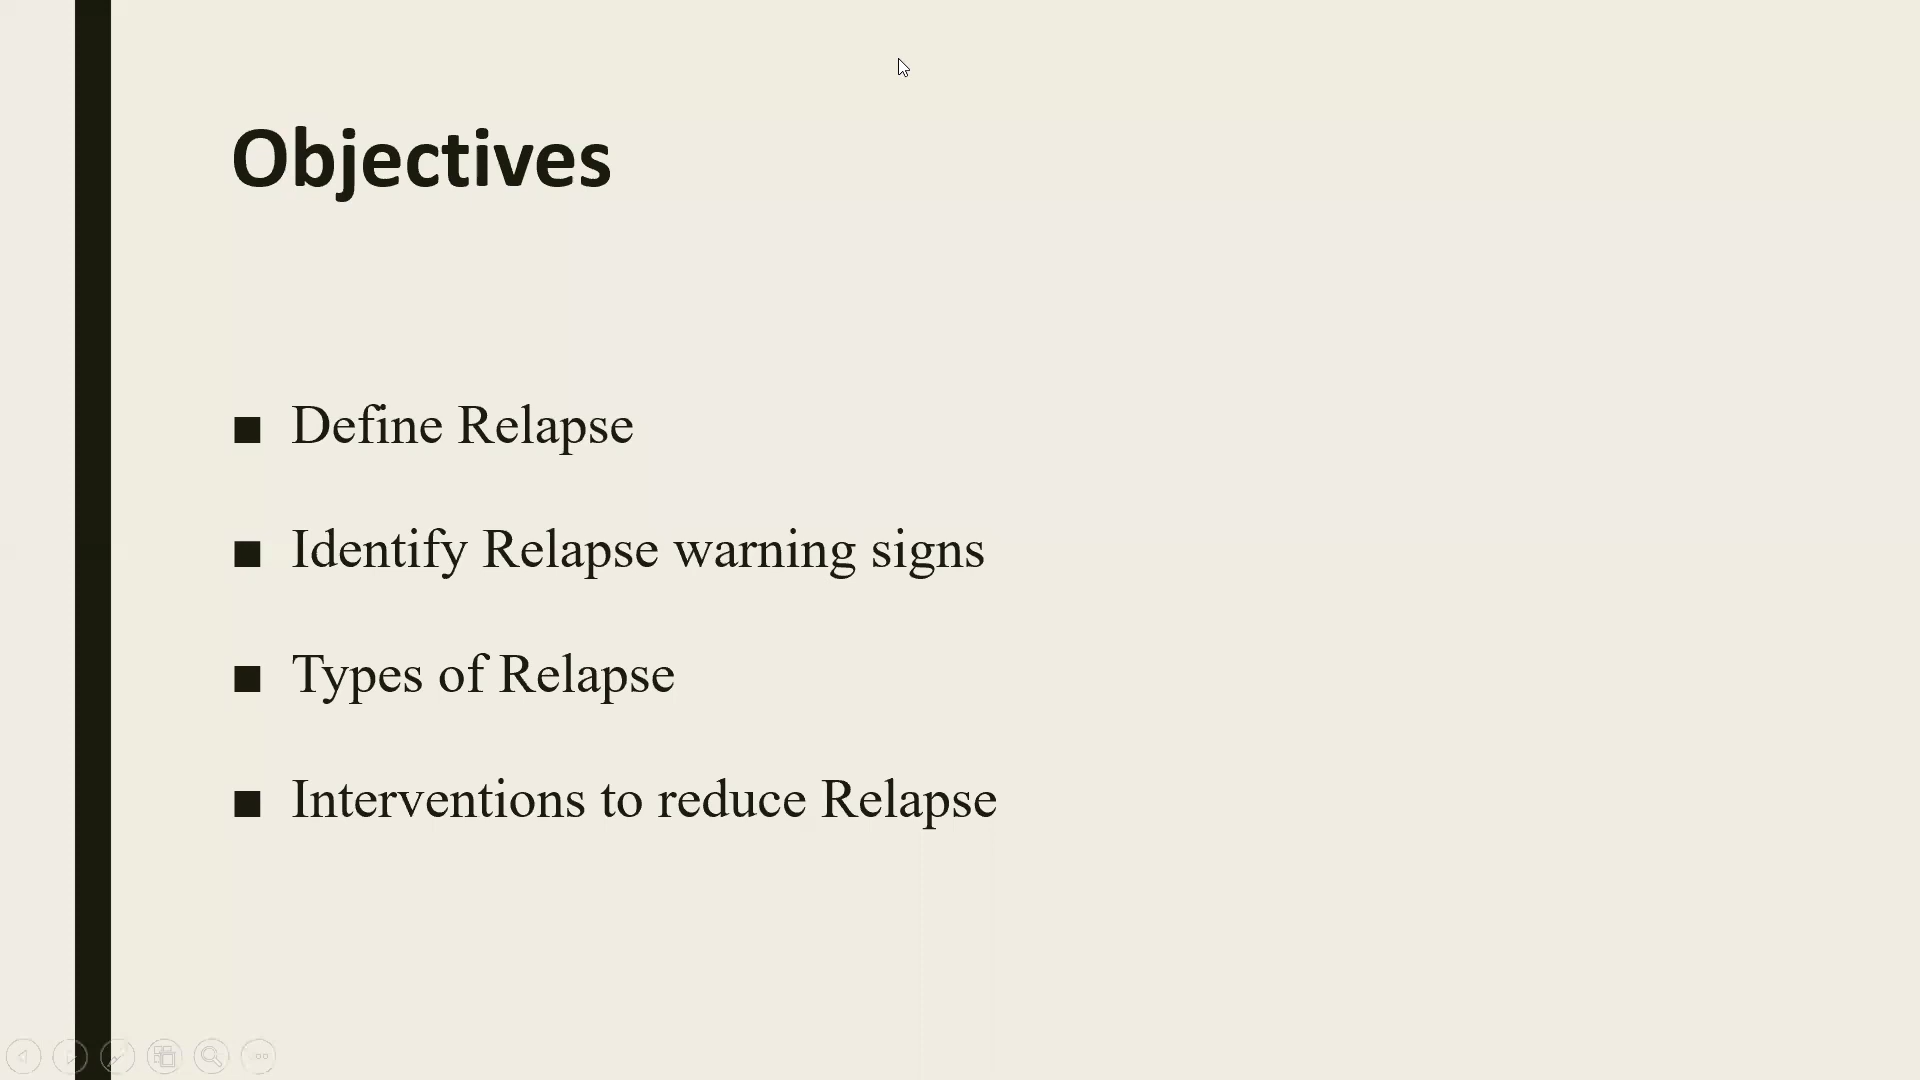 Objectives
■ Define Relapse
■ Identify Relapse warning signs
■ Types of Relapse
■ Interventions to reduce Relapse